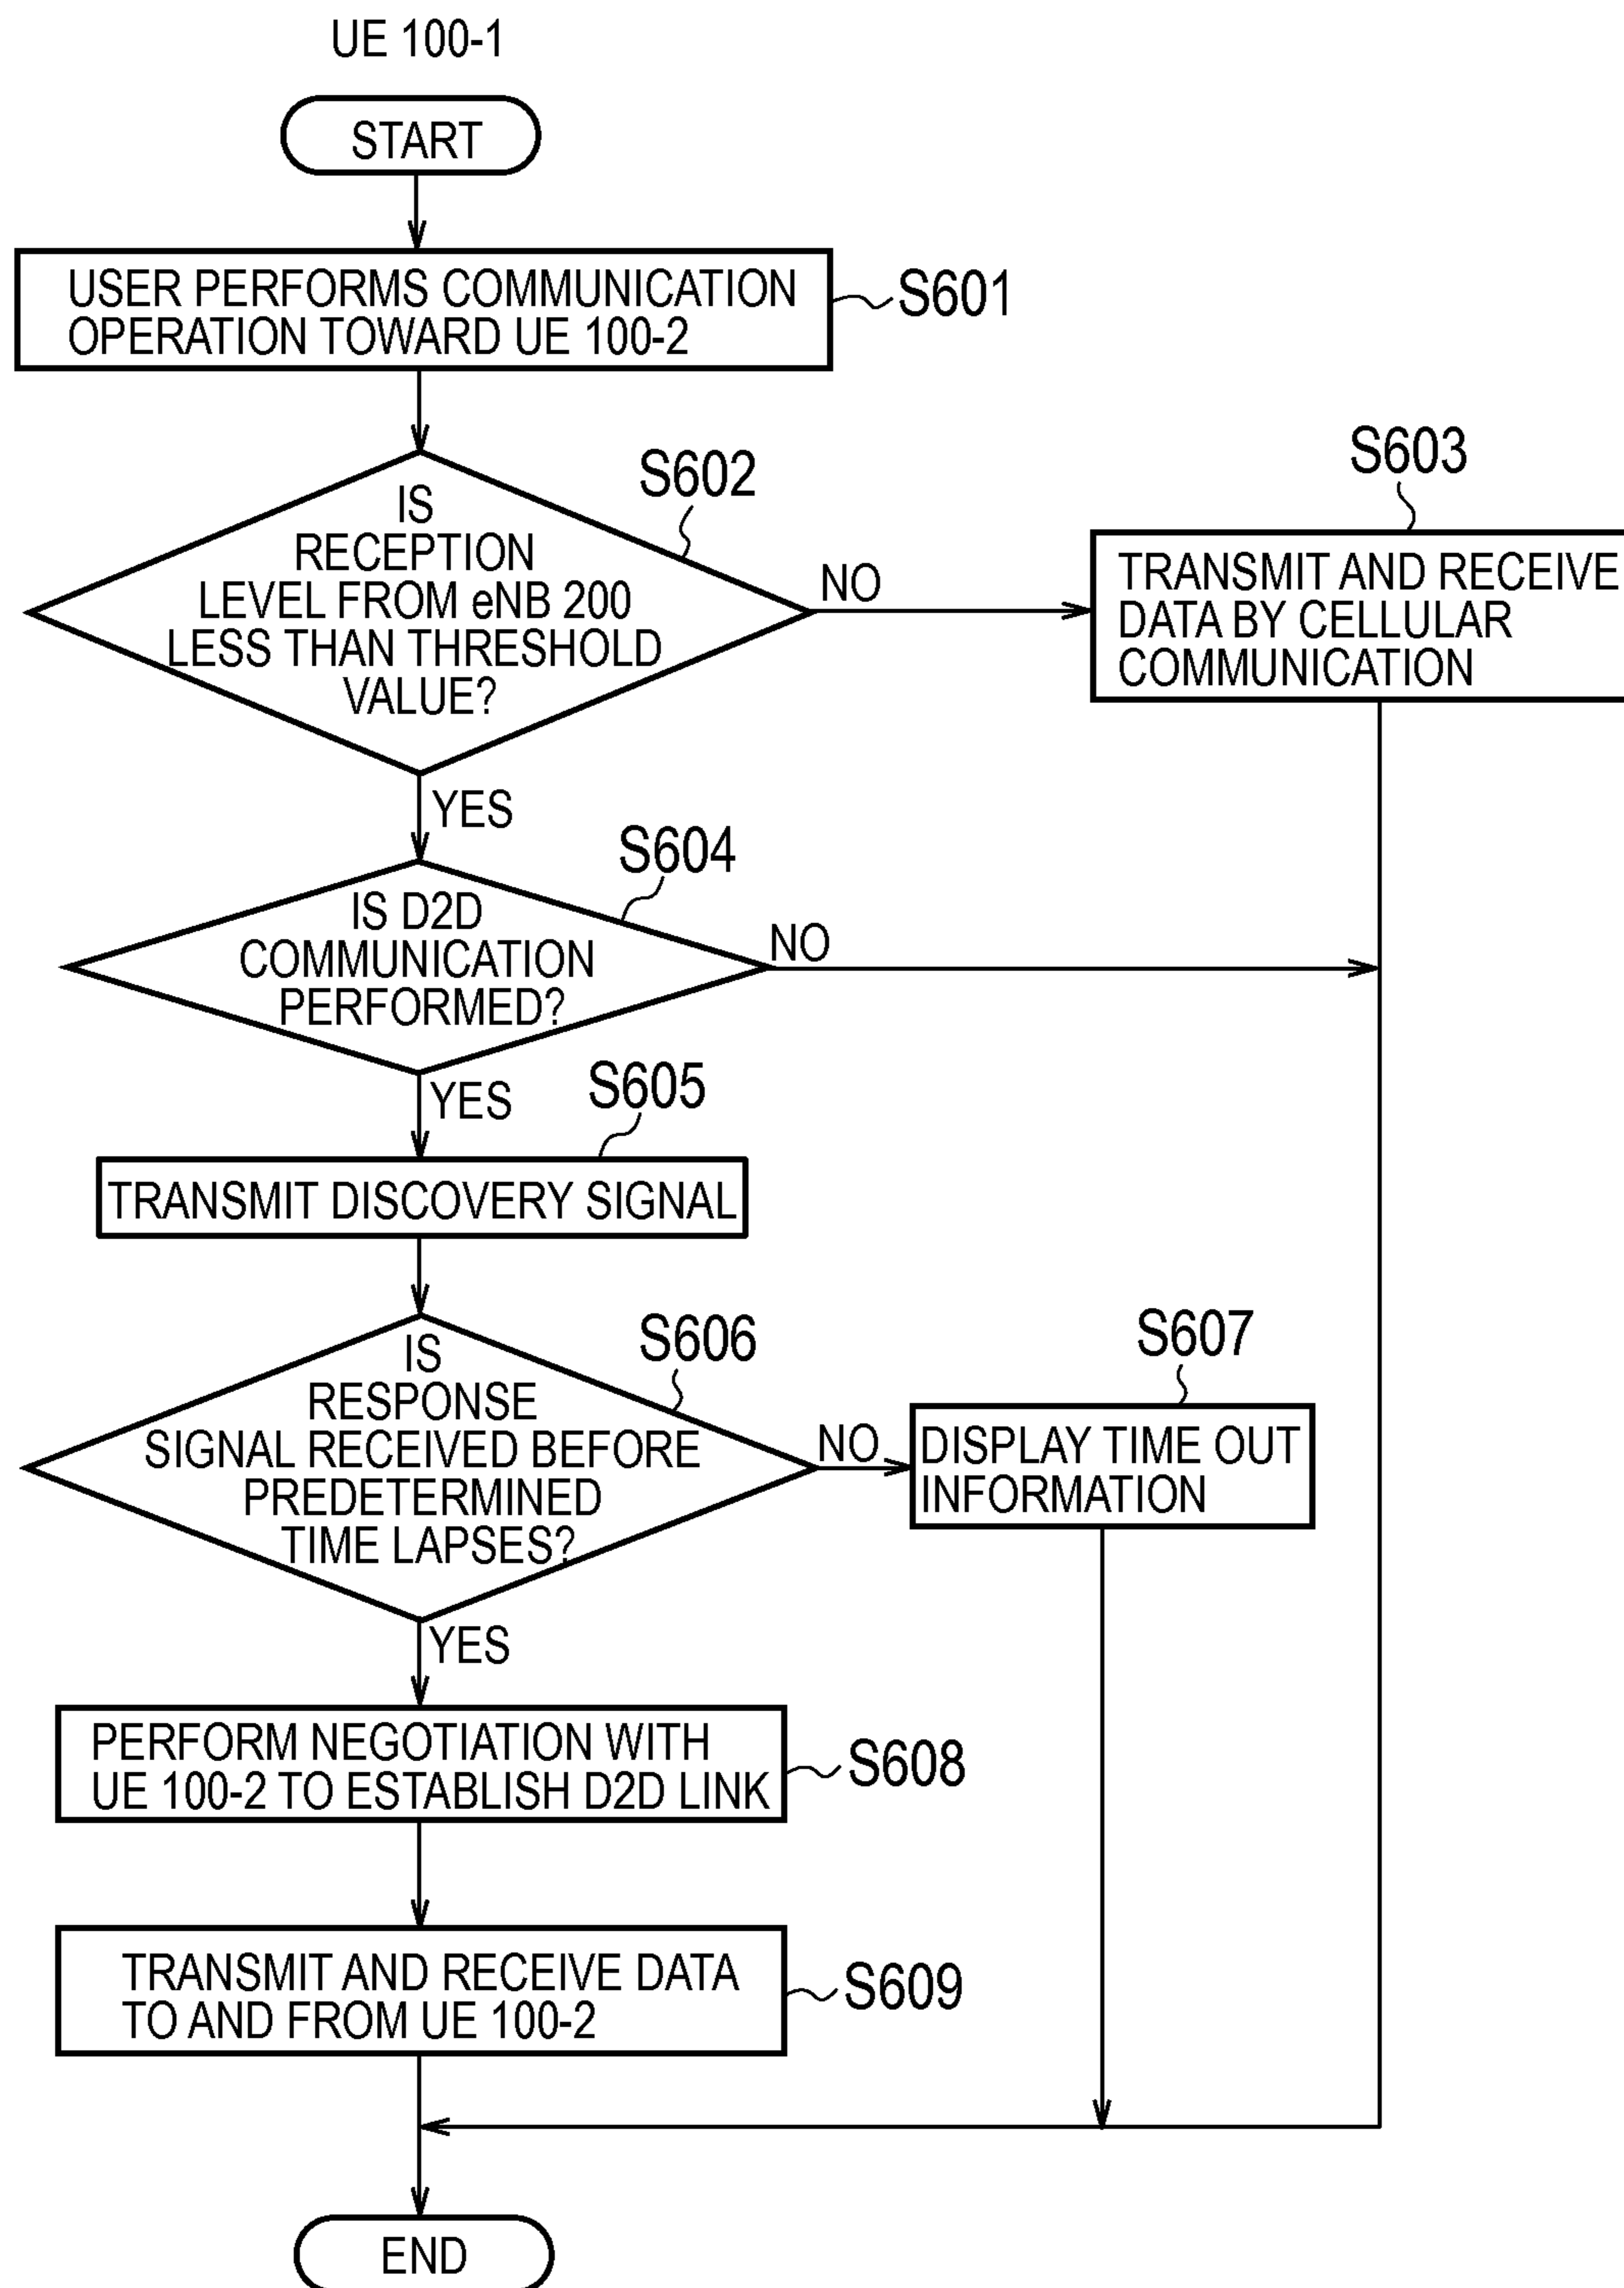 UE 100-1
START
USER PERFORMS COMMUNICATION
OPERATION TOWARD UE 100-2
S601
IS
RECEPTION
LEVEL FROM eNB 200
LESS THAN THRESHOLD
VALUE?
S602
NO
S603
TRANSMIT AND RECEIVE
DATA BY CELLULAR
COMMUNICATION
YES
S604
IS D2D
COMMUNICATION
PERFORMED?
NO
YES
S605
TRANSMIT DISCOVERY SIGNAL
S606
IS
RESPONSE
SIGNAL RECEIVED BEFORE
PREDETERMINED
TIME LAPSES?
NO
S607
DISPLAY TIME OUT
INFORMATION
YES
PERFORM NEGOTIATION WITH
UE 100-2 TO ESTABLISH D2D LINK
S608
TRANSMIT AND RECEIVE DATA
TO AND FROM UE 100-2
S609
END